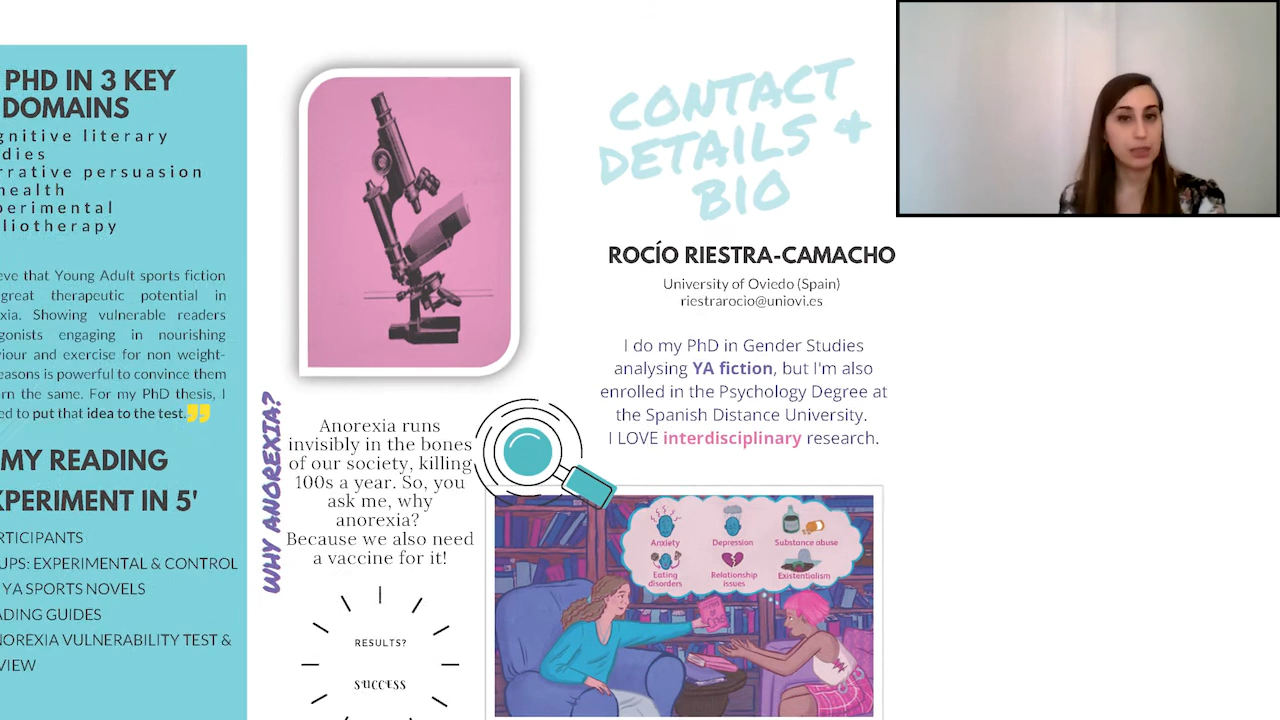 PHD IN 3 KEY
DOMAINS
gnitive literary
dies
rrative persuasion
health
perimental
liotherapy
eve that Young Adult sports fiction
great therapeutic potential in
xia. Showing vulnerable readers
agonists engaging in nourishing
viour and exercise for non weight-
easons is powerful to convince them
rn the same. For my PhD thesis, I
ed to put that idea to the test.
MY READING
XPERIMENT IN 5'
RTICIPANTS
UPS: EXPERIMENTAL & CONTROL
YA SPORTS NOVELS
ADING GUIDES
NOREXIA VULNERABILITY TEST &
VIEW
WHY ANOREXIA?
Anorexia runs
invisibly in the bones
of our society, killing
100s a year. So, you
ask me, why
anorexia?
Because we also need
a vaccine for it!
RESULTS?
SUCCESS
CONTACT
DETAILS +
BIO
ROCÍO RIESTRA-CAMACHO
University of Oviedo (Spain)
riestrarocio@uniovi.es
I do my PhD in Gender Studies
analysing YA fiction, but I'm also
enrolled in the Psychology Degree at
the Spanish Distance University.
I LOVE interdisciplinary research.
Anxiety
Depression
Substance abuse
Eating
disorders
Relationship
issues
Existentialism